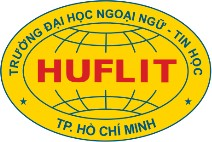 TRƯỜNG ĐẠI HỌC NGOẠI NGỮ - TIN HỌC
HUFLIT
TP. HỒ CHÍ MINH